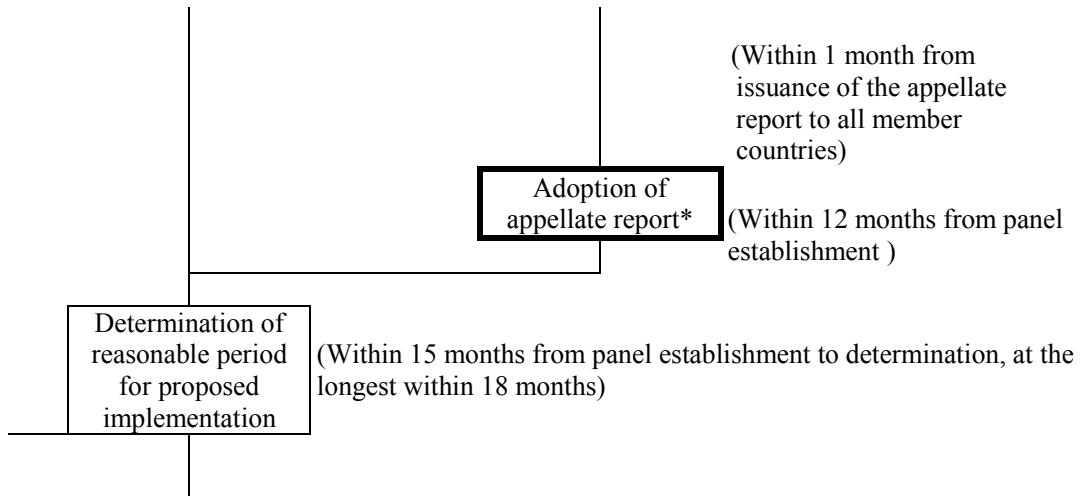 (Within 1 month from
issuance of the appellate
report to all member
countries)
Adoption of
appellate report*
(Within 12 months from panel
establishment )
Determination of
reasonable period
for proposed
implementation
(Within 15 months from panel establishment to determination, at the
longest within 18 months)